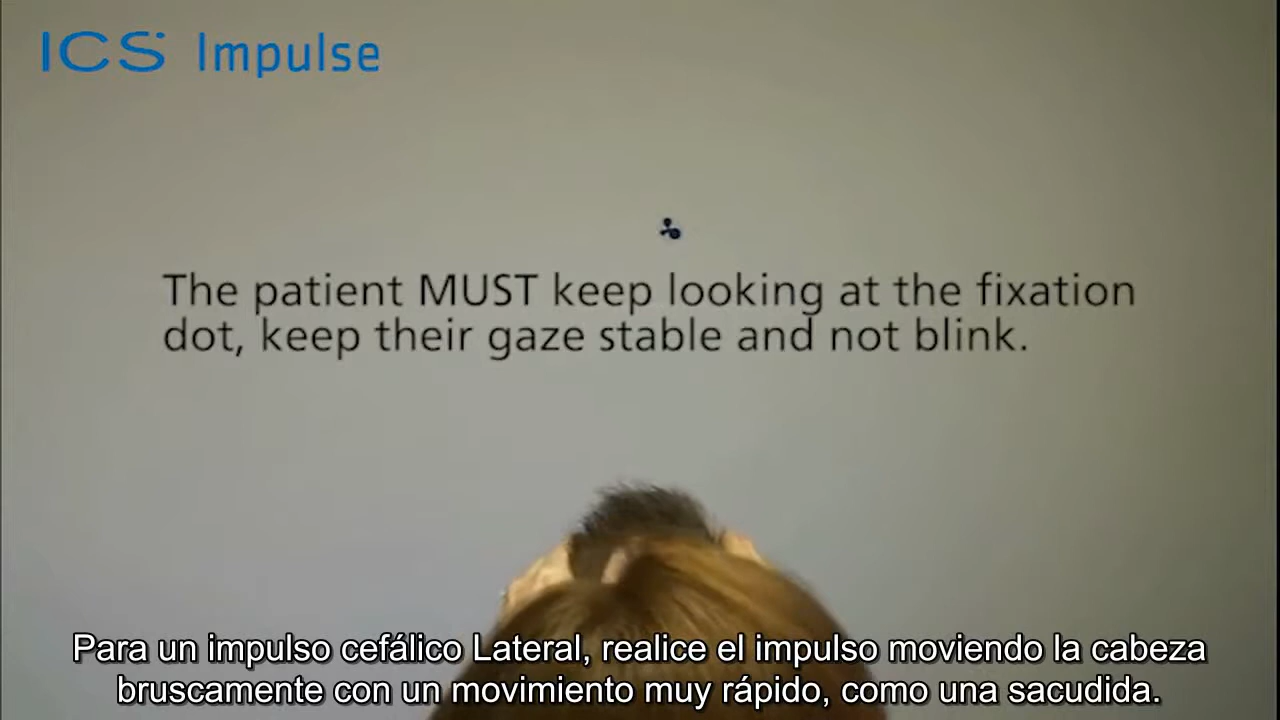 ICS Impulse
The patient MUST keep looking at the fixation
dot, keep their gaze stable and not blink.
Para un impulso cefálico Lateral, realice el impulso moviendo la cabeza
bruscamente con un movimiento muy rápido, como una sacudida.